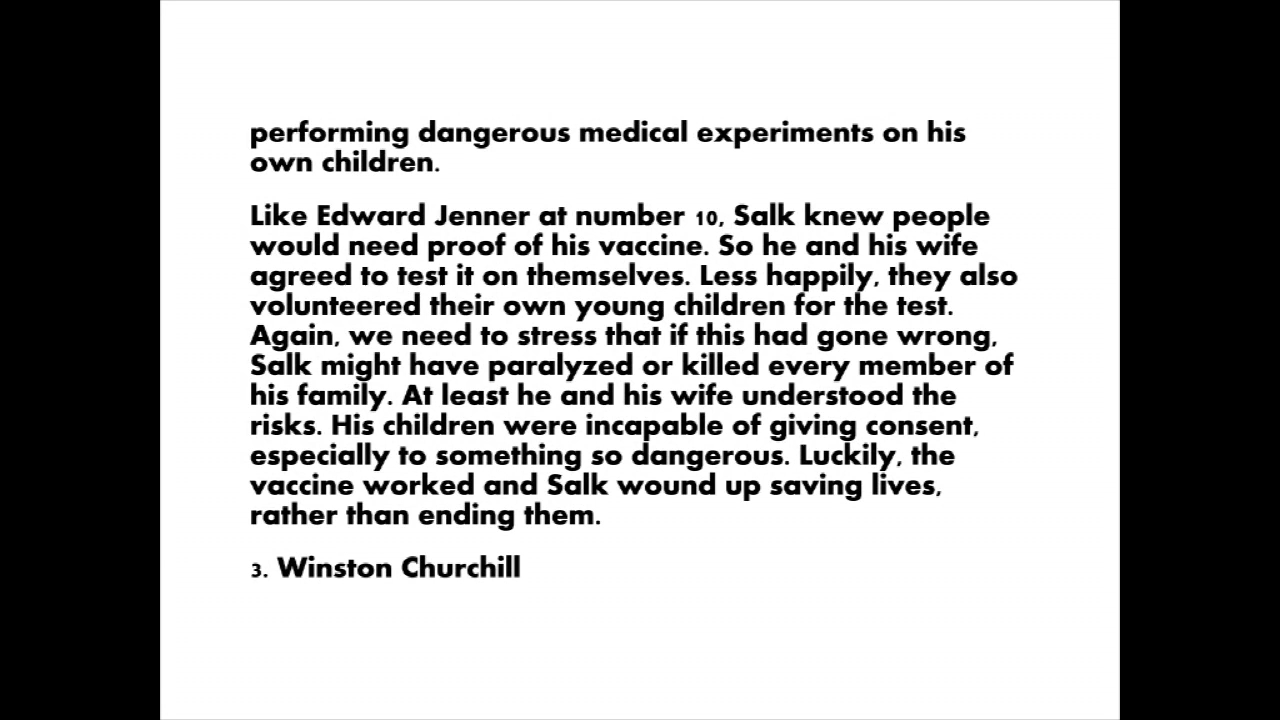 performing dangerous medical experiments on his
own children.
Like Edward Jenner at number 10, Salk knew people
would need proof of his vaccine. So he and his wife
agreed to test it on themselves. Less happily, they also
volunteered their own young children for the test.
Again, we need to stress that if this had gone wrong,
Salk might have paralyzed or killed every member of
his family. At least he and his wife understood the
risks. His children were incapable of giving consent,
especially to something so dangerous. Luckily, the
vaccine worked and Salk wound up saving lives,
rather than ending them.
3. Winston Churchill